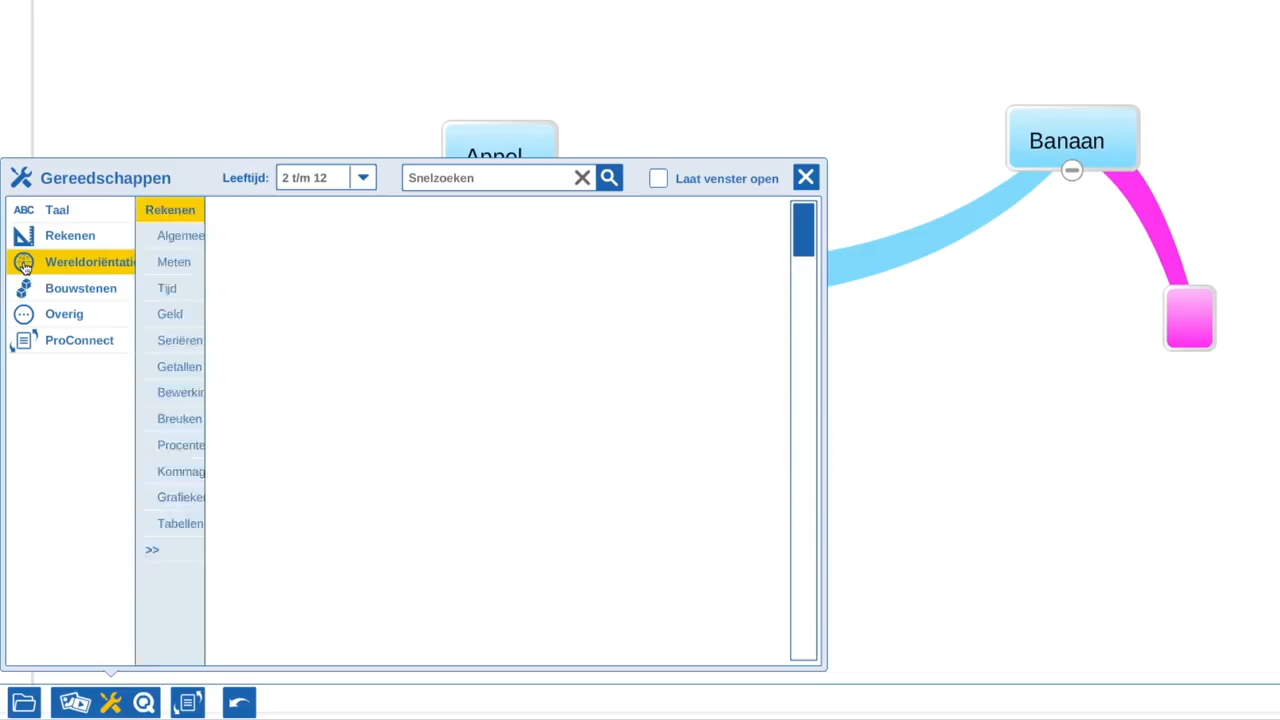 Banaan
Appel
Gereedschappen
Leeftijd:
2 t/m 12
Snelzoeken
Laat venster open
ABC Taal
Rekenen
Wereldoriëntati
Bouwstenen
Overig
ProConnect
Rekenen
Algemee
Meten
Tijd
Geld
Seriëren
Getallen
Bewerkin
Breuken
Procente
Kommag
Grafieken
Tabellen
>>